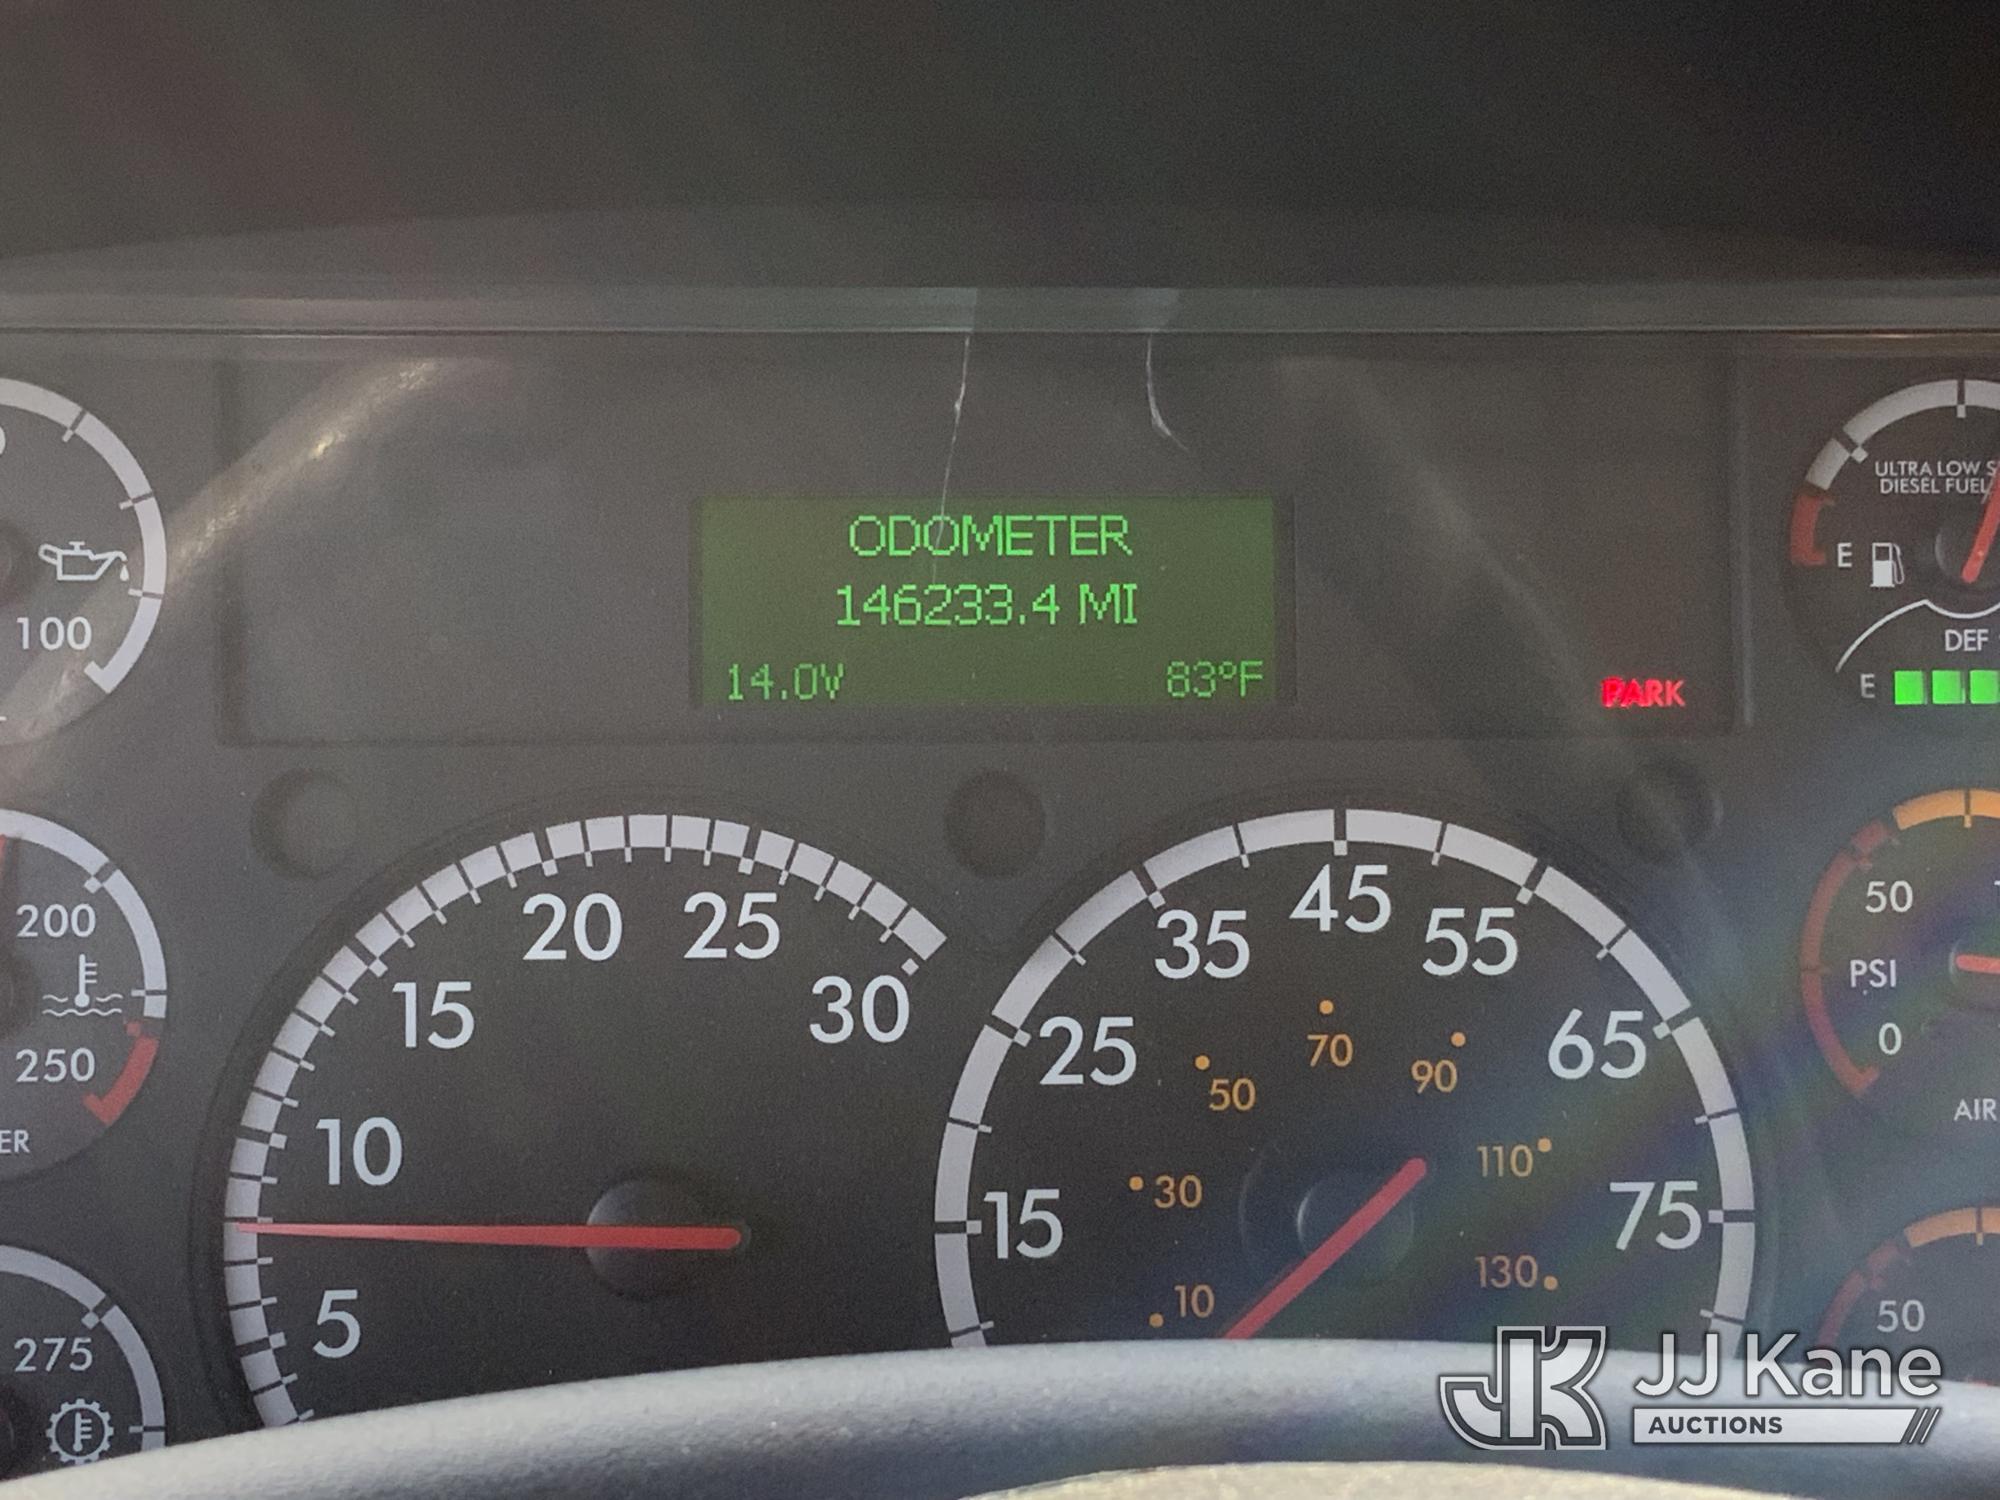 ODOMETER
146233.4 MI
14.0V 83°F
PARK
ULTRA LOW S
DIESEL FUEL
E
DEF
E
100
200
250
ER
275
5 10 15 20 25 30
15 25 35 45 55 65 75
10 30 50 70 90 110 130
50
PSI
0
AIR
50
JK JJ Kane
AUCTIONS